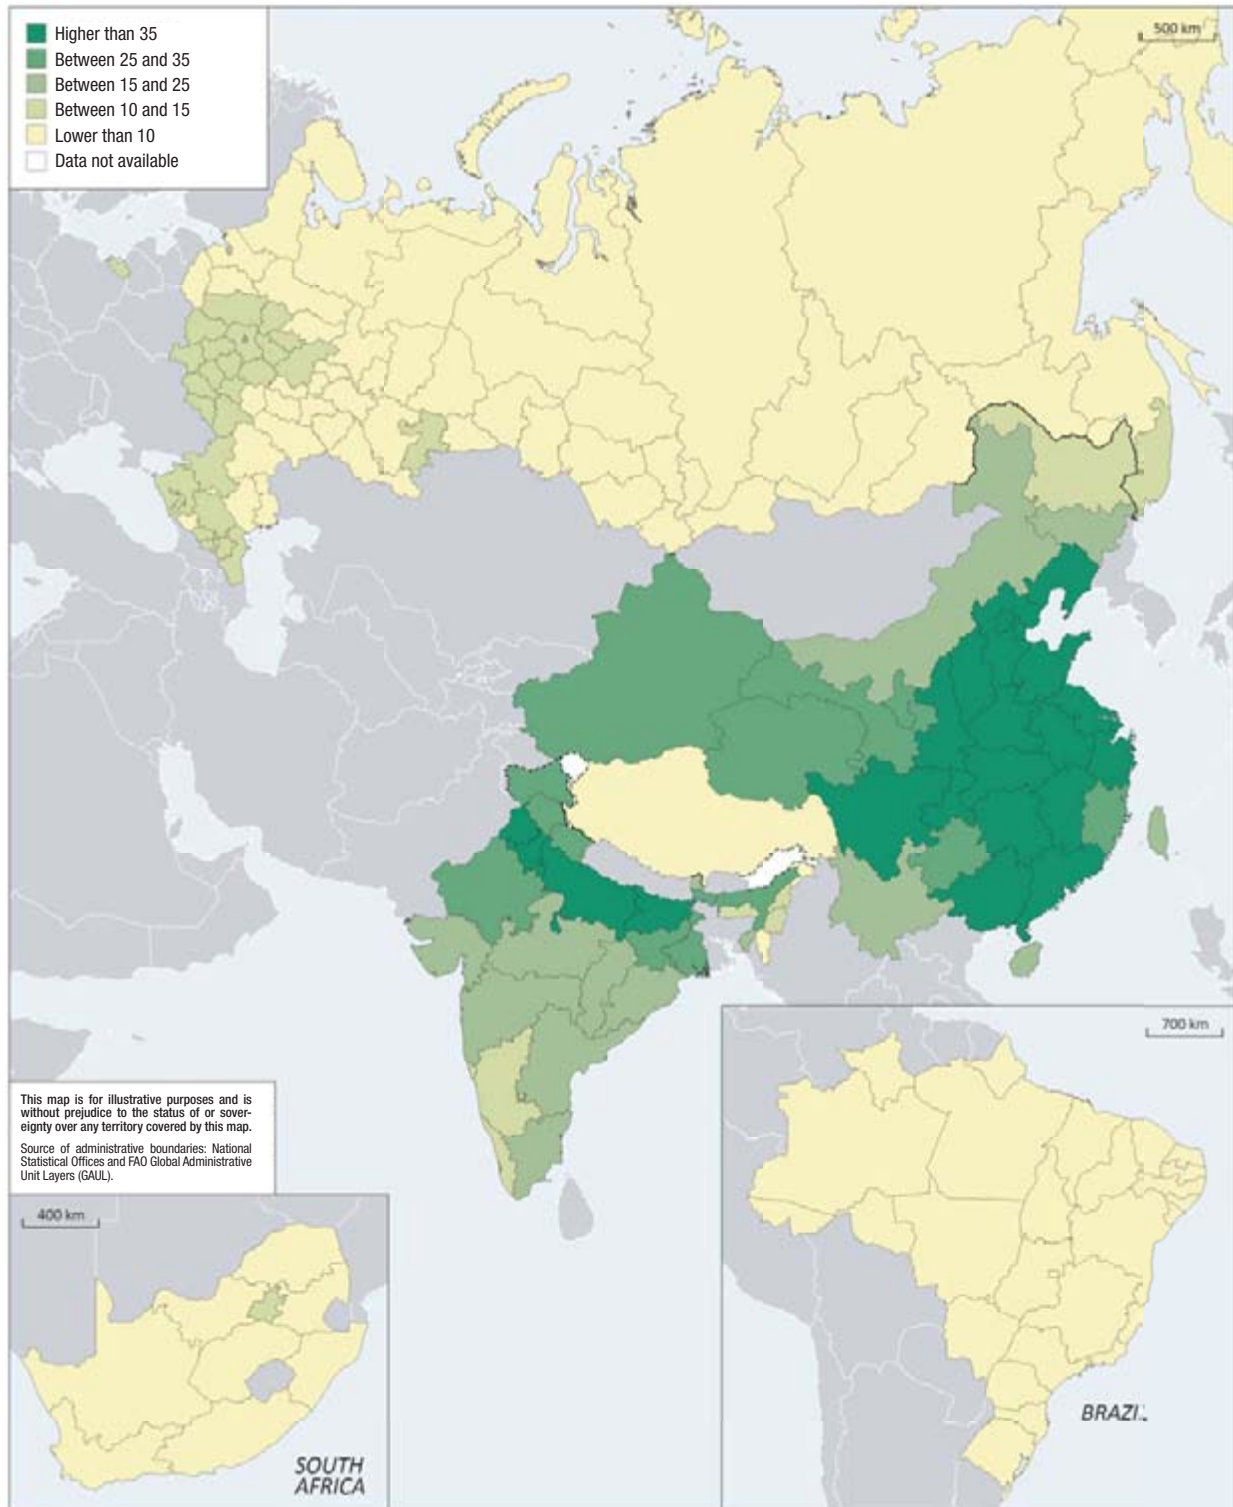 Higher than 35
Between 25 and 35
Between 15 and 25
Between 10 and 15
Lower than 10
Data not available
500 km
700 km
This map is for illustrative purposes and is
without prejudice to the status of or sover-
eignty over any territory covered by this map.
Source of administrative boundaries: National
Statistical Offices and FAO Global Administrative
Unit Layers (GAUL).
400 km
BRAZI
SOUTH
AFRICA